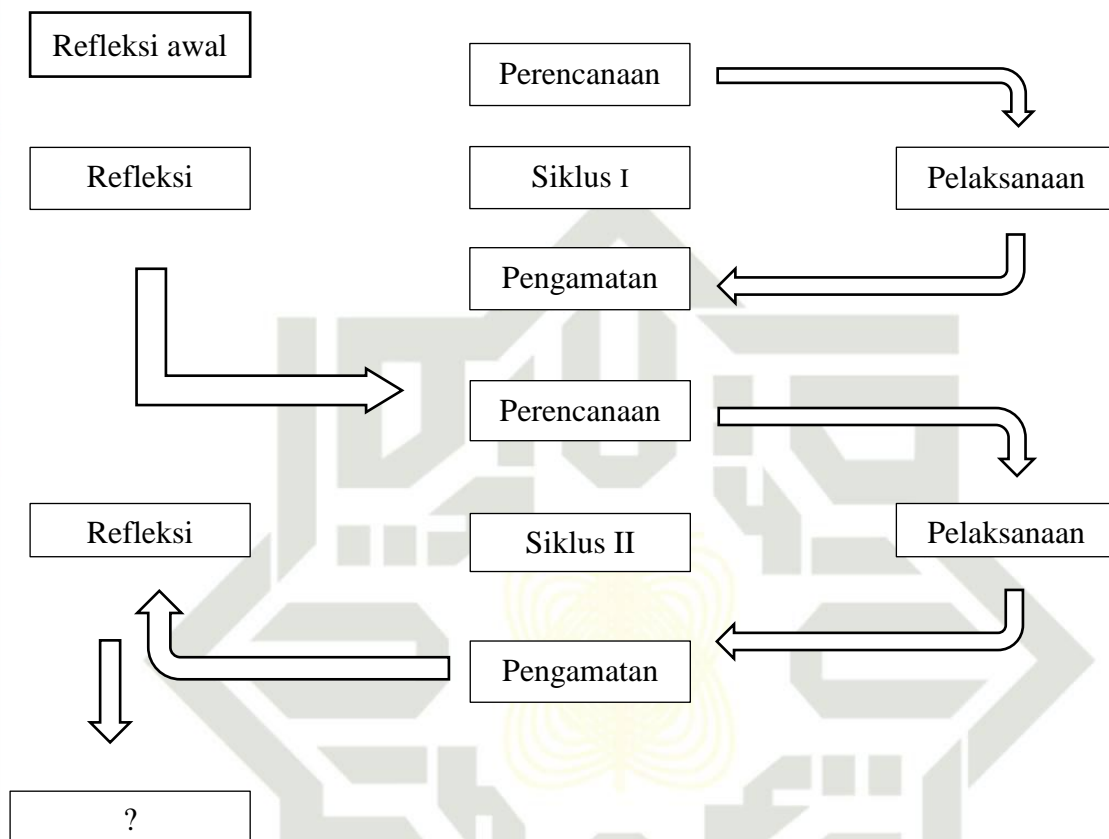 Refleksi awal
Perencanaan
Refleksi
Siklus I
Pelaksanaan
Pengamatan
Perencanaan
Refleksi
Siklus II
Pelaksanaan
Pengamatan
?